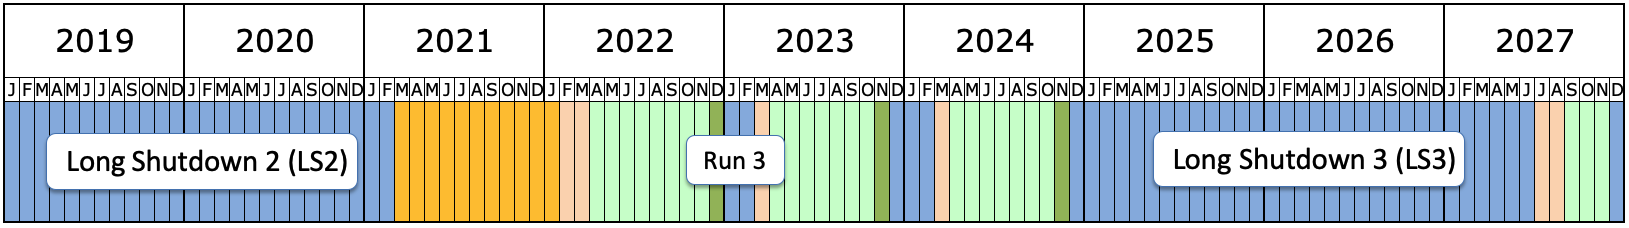 2019 2020 2021 2022 2023 2024 2025 2026 2027
J F M A M J J A S O N D J F M A M J J A S O N D J F M A M J J A S O N D J F M A M J J A S O N D J F M A M J J A S O N D J F M A M J J A S O N D J F M A M J J A S O N D J F M A M J J A S O N D J F M A M J J A S O N D
Long Shutdown 2 (LS2) Run 3 Long Shutdown 3 (LS3)